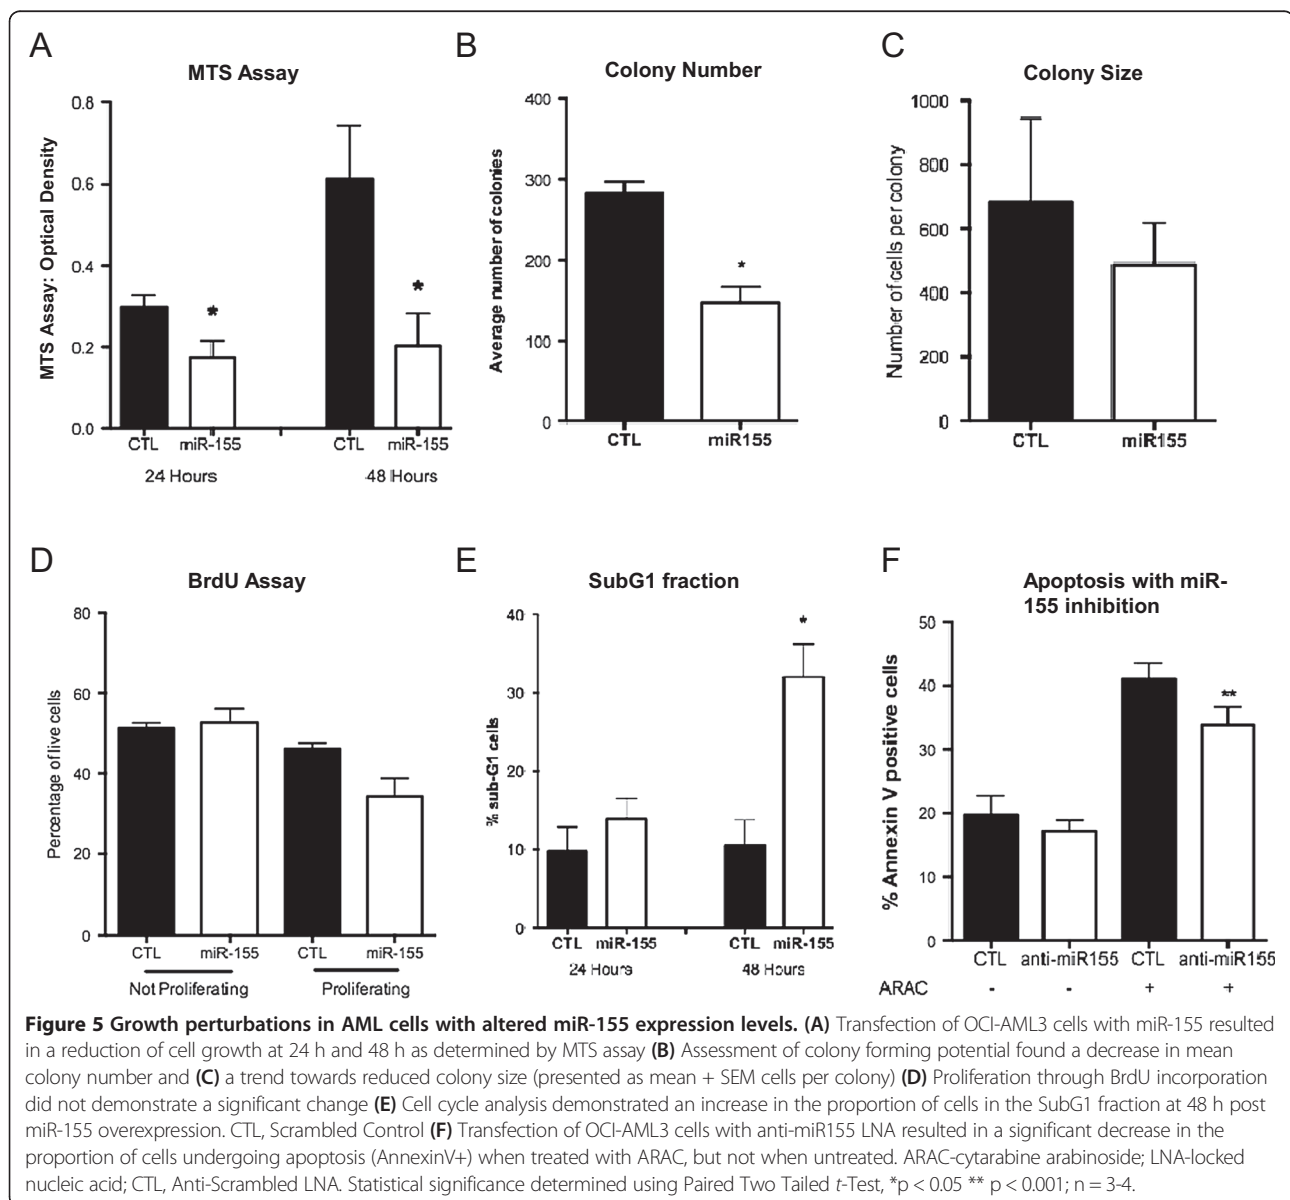 A
MTS Assay
MTS Assay: Optical Density
0.8
0.6
0.4
0.2
0.0
*
*
CTL miR-155 CTL miR-155
24 Hours 48 Hours
B
Colony Number
Average number of colonies
400
300
200
100
0
*
CTL miR155
C
Colony Size
Number of cells per colony
1000
800
600
400
200
0
CTL miR155
D
BrdU Assay
Percentage of live cells
80
60
40
20
0
CTL miR-155 CTL miR-155
Not Proliferating Proliferating
E
SubG1 fraction
% sub-G1 cells
40
30
20
10
0
*
CTL miR-155 CTL miR-155
24 Hours 48 Hours
F
Apoptosis with miR-
155 inhibition
% Annexin V positive cells
50
40
30
20
10
0
**
CTL anti-miR155 CTL anti-miR155
ARAC - - + +
Figure 5 Growth perturbations in AML cells with altered miR-155 expression levels. (A) Transfection of OCI-AML3 cells with miR-155 resulted
in a reduction of cell growth at 24 h and 48 h as determined by MTS assay (B) Assessment of colony forming potential found a decrease in mean
colony number and (C) a trend towards reduced colony size (presented as mean + SEM cells per colony) (D) Proliferation through BrdU incorporation
did not demonstrate a significant change (E) Cell cycle analysis demonstrated an increase in the proportion of cells in the SubG1 fraction at 48 h post
miR-155 overexpression. CTL, Scrambled Control (F) Transfection of OCI-AML3 cells with anti-miR155 LNA resulted in a significant decrease in the
proportion of cells undergoing apoptosis (AnnexinV+) when treated with ARAC, but not when untreated. ARAC-cytarabine arabinoside; LNA-locked
nucleic acid; CTL, Anti-Scrambled LNA. Statistical significance determined using Paired Two Tailed t-Test, *p < 0.05 ** p < 0.001; n = 3-4.